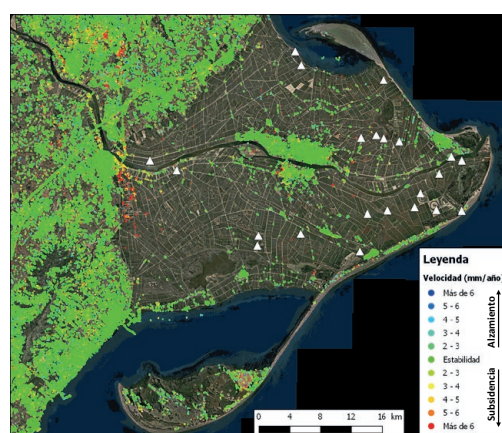 Leyenda
Velocidad (mm/año)
Más de 6
5 - 6
4 - 5
3 - 4
2 - 3
Estabilidad
2 - 3
3 - 4
4 - 5
5 - 6
Más de 6
Alzamiento
Subsidencia
0 4 8 12 16
km